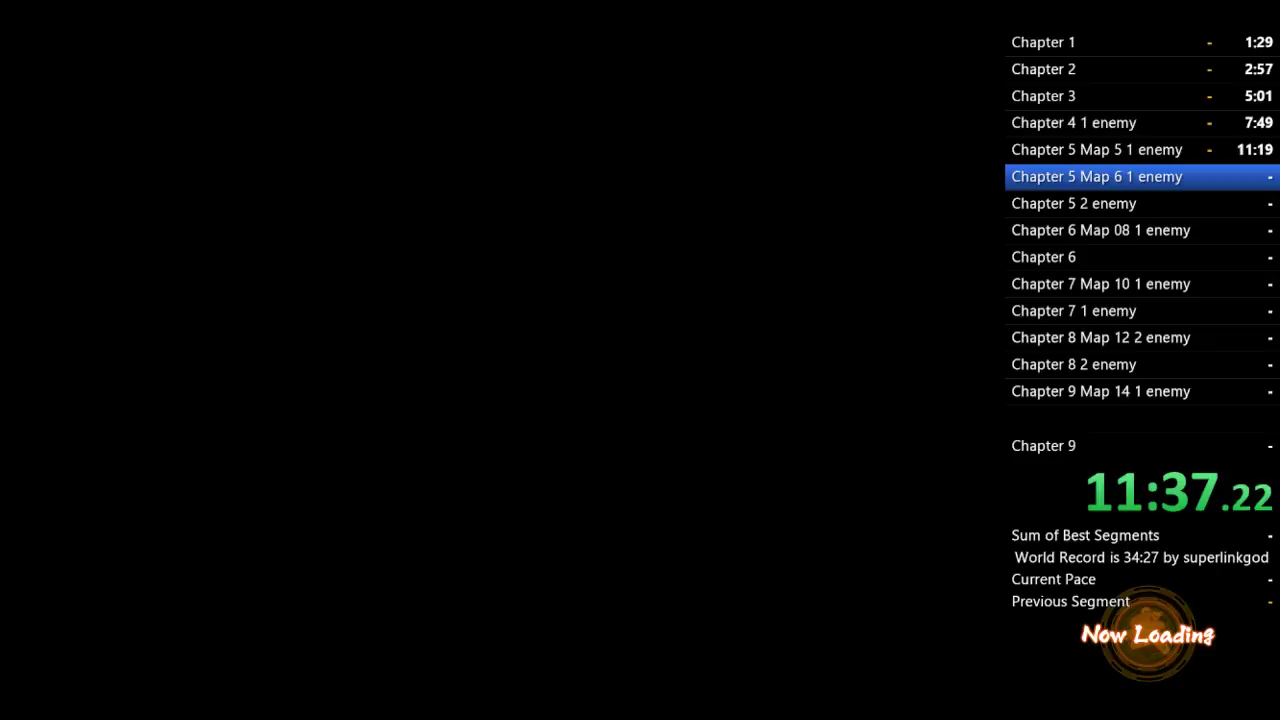 Chapter 1 - 1:29
Chapter 2 - 2:57
Chapter 3 - 5:01
Chapter 4 1 enemy - 7:49
Chapter 5 Map 5 1 enemy - 11:19
Chapter 5 Map 6 1 enemy -
Chapter 5 2 enemy -
Chapter 6 Map 08 1 enemy -
Chapter 6 -
Chapter 7 Map 10 1 enemy -
Chapter 7 1 enemy -
Chapter 8 Map 12 2 enemy -
Chapter 8 2 enemy -
Chapter 9 Map 14 1 enemy -
Chapter 9 -
11:37.22
Sum of Best Segments -
World Record is 34:27 by superlinkgod
Current Pace -
Previous Segment -
Now Loading